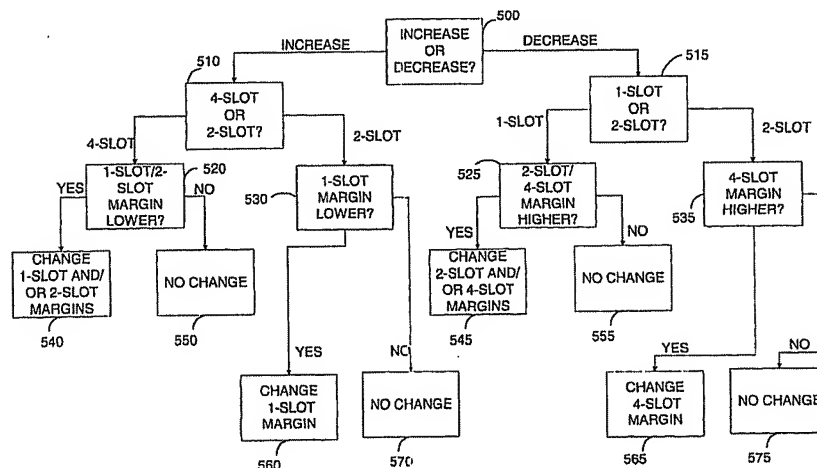 500
INCREASE
INCREASE
OR
DECREASE?
DECREASE
510
515
4-SLOT
OR
2-SLOT?
1-SLOT
OR
2-SLOT?
4-SLOT
2-SLOT
1-SLOT
2-SLOT
520
1-SLOT/2-
SLOT
MARGIN
LOWER?
YES
NO
530
1-SLOT
MARGIN
LOWER?
525
2-SLOT/
4-SLOT
MARGIN
HIGHER?
535
4-SLOT
MARGIN
HIGHER?
YES
NO
CHANGE
1-SLOT AND/
OR 2-SLOT
MARGINS
540
NO CHANGE
550
CHANGE
2-SLOT AND/
OR 4-SLOT
MARGINS
545
NO CHANGE
555
YES
NO
YES
NO
CHANGE
1-SLOT
MARGIN
560
NO CHANGE
570
CHANGE
4-SLOT
MARGIN
565
NO CHANGE
575